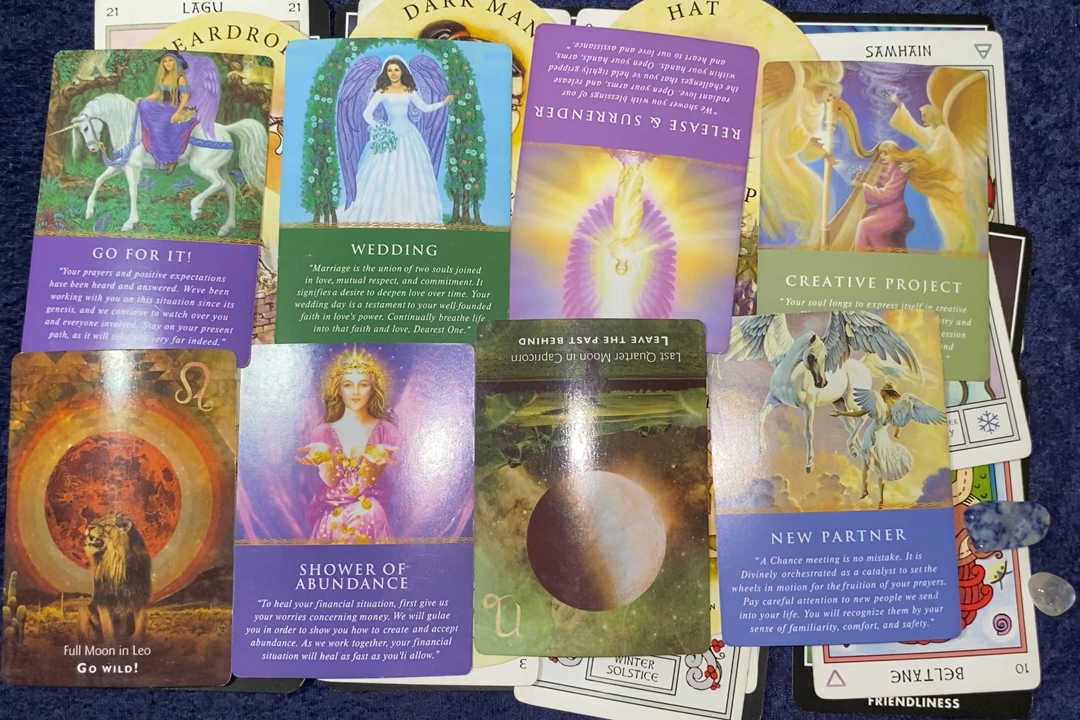 21
LAGU
21
TEARDROP
DARK MAN
HAT
SAMHAIN
GO FOR IT!
"Your prayers and positive expectations
have been heard and answered. We've been
working with you on this situation since its
genesis, and we continue to watch over you
and everyone involved. Stay on your present
path, as it will take very far indeed."
WEDDING
"Marriage is the union of two souls joined
in love, mutual respect, and commitment. It
signifies a desire to deepen love over time. Your
wedding day is a testament to your well-founded
faith in love's power. Continually breathe life
into that faith and love, Dearest One."
RELEASE & SURRENDER
"We shower you with blessings of our
radiant love. Open your arms, and release
the challenges that you've held tightly gripped
within your hands. Open your hands, arms,
and heart to our love and assistance."
CREATIVE PROJECT
"Your soul longs to express itself in creative
try and
Full Moon in Leo
GO WILD!
SHOWER OF
ABUNDANCE
"To heal your financial situation, first give us
your worries concerning money. We will gulae
you in order to show you how to create and accept
abundance. As we work together, your financial
situation will heal as fast as you'll allow."
Last Quarter Moon in Capricorn
LEAVE THE PAST BEHIND
NEW PARTNER
"A Chance meeting is no mistake. It is
Divinely orchestrated as a catalyst to set the
wheels in motion for the fruition of your prayers.
Pay careful attention to new people we send
into your life. You will recognize them by your
sense of familiarity, comfort, and safety."
3
WINTER
SOLSTICE
10
BELTANE
FRIENDLINESS